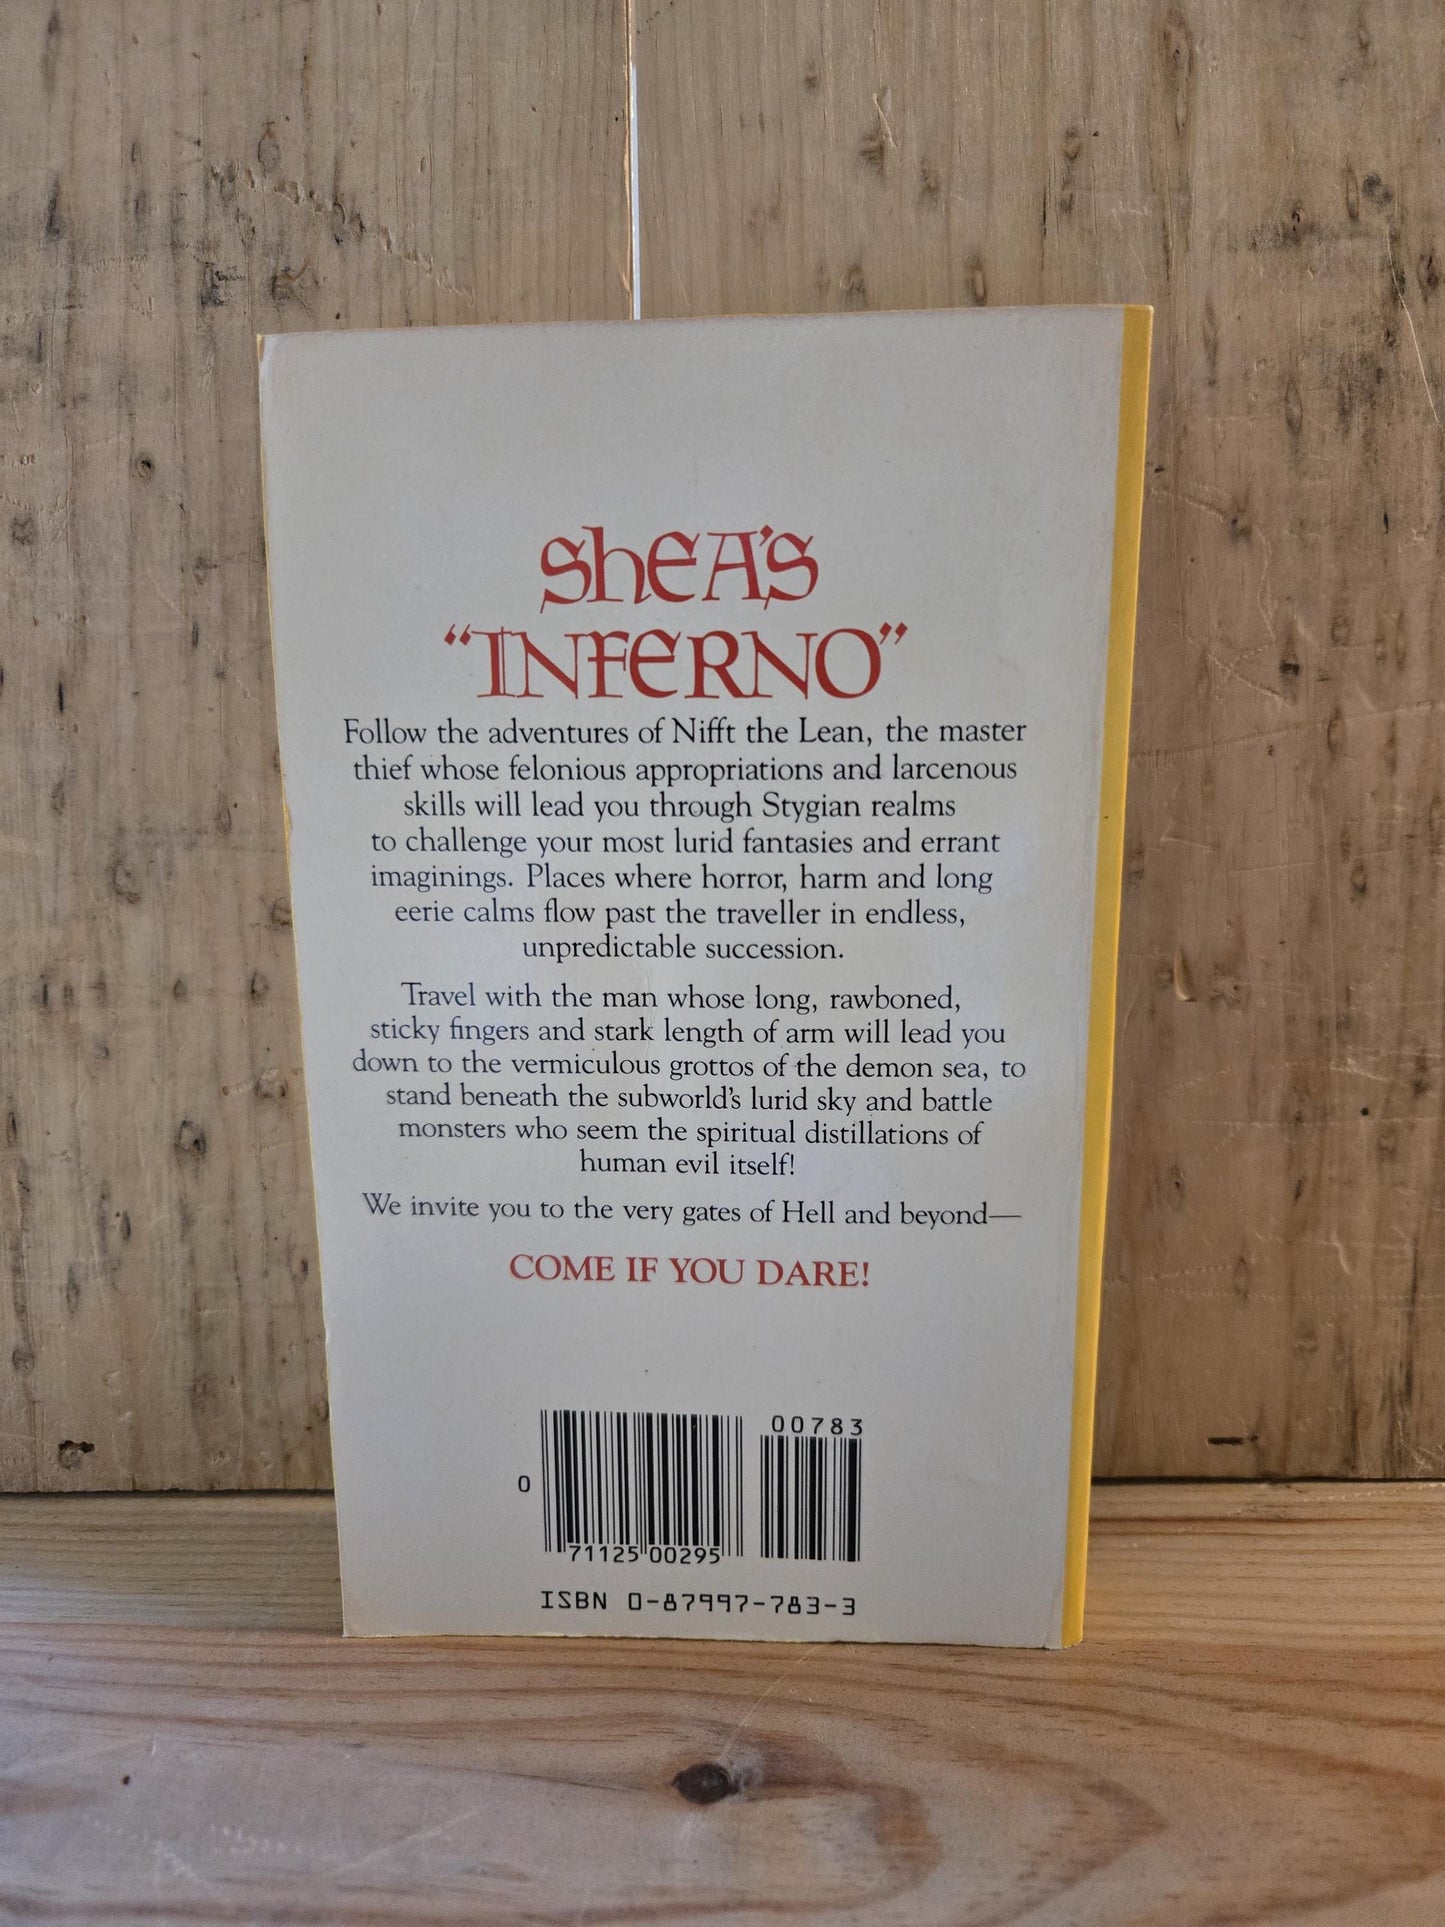 SHEA'S
"INFERNO"
Follow the adventures of Nifft the Lean, the master
thief whose felonious appropriations and larcenous
skills will lead you through Stygian realms
to challenge your most lurid fantasies and errant
imaginings. Places where horror, harm and long
eerie calms flow past the traveller in endless,
unpredictable succession.
Travel with the man whose long, rawboned,
sticky fingers and stark length of arm will lead you
down to the vermiculous grottos of the demon sea, to
stand beneath the subworld's lurid sky and battle
monsters who seem the spiritual distillations of
human evil itself!
We invite you to the very gates of Hell and beyond—
COME IF YOU DARE!
00783
0
71125 00295
ISBN 0-87997-783-3